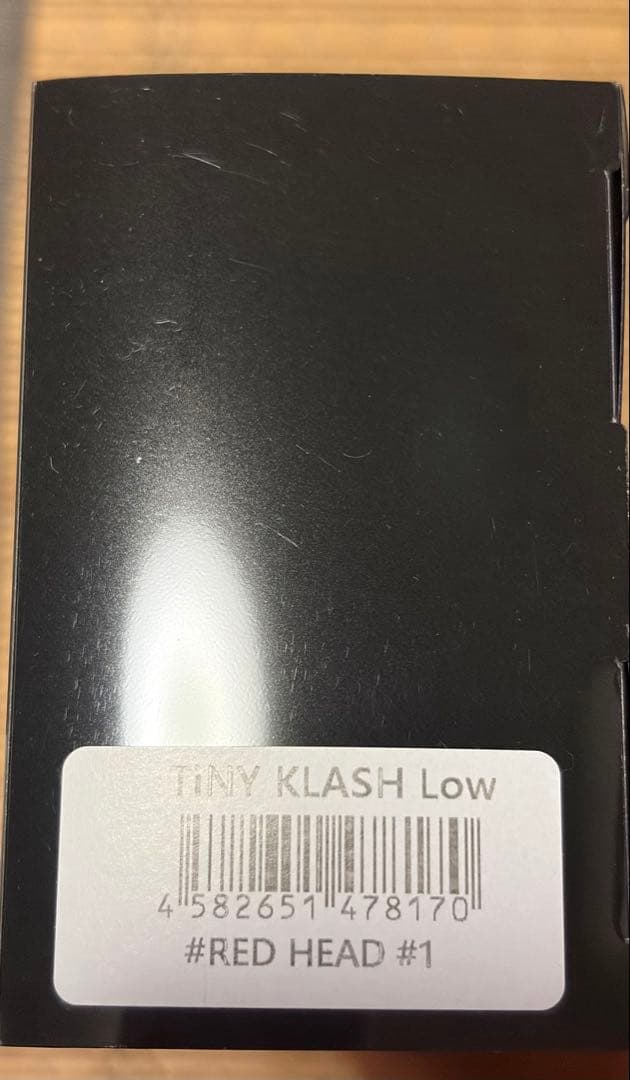 TiNY KLASH Low
4 582651 478170
#RED HEAD #1